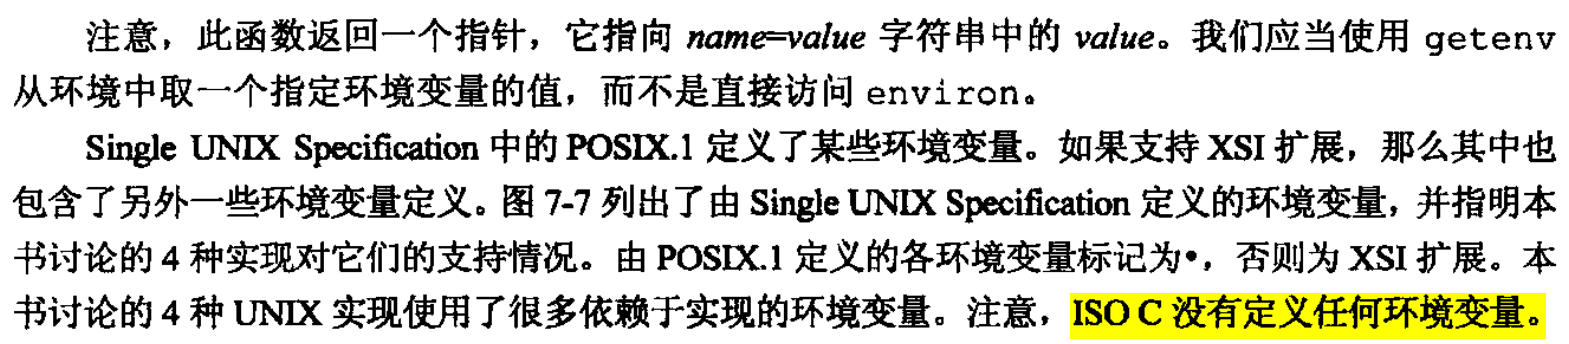 注意，此函数返回一个指针，它指向 name=value 字符串中的 value。我们应当使用 getenv
从环境中取一个指定环境变量的值，而不是直接访问 environ。
Single UNIX Specification 中的 POSIX.1 定义了某些环境变量。如果支持 XSI 扩展，那么其中也
包含了另外一些环境变量定义。图 7-7 列出了由 Single UNIX Specification 定义的环境变量，并指明本
书讨论的 4 种实现对它们的支持情况。由 POSIX.1 定义的各环境变量标记为•，否则为 XSI 扩展。本
书讨论的 4 种 UNIX 实现使用了很多依赖于实现的环境变量。注意，ISO C 没有定义任何环境变量。